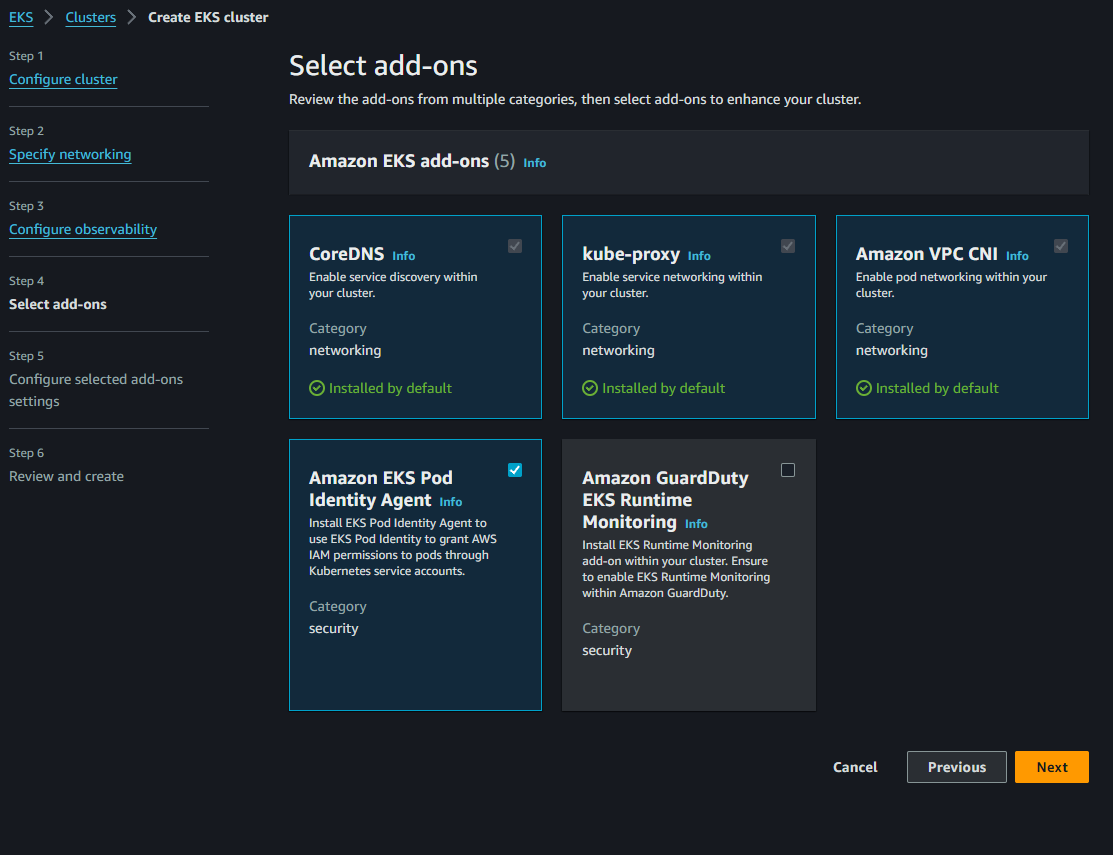 EKS > Clusters > Create EKS cluster
Step 1
Configure cluster
Step 2
Specify networking
Step 3
Configure observability
Step 4
Select add-ons
Step 5
Configure selected add-ons
settings
Step 6
Review and create
Select add-ons
Review the add-ons from multiple categories, then select add-ons to enhance your cluster.
Amazon EKS add-ons (5) Info
CoreDNS Info
Enable service discovery within
your cluster.
Category
networking
Installed by default
kube-proxy Info
Enable service networking within
your cluster.
Category
networking
Installed by default
Amazon VPC CNI Info
Enable pod networking within your
cluster.
Category
networking
Installed by default
Amazon EKS Pod
Identity Agent Info
Install EKS Pod Identity Agent to
use EKS Pod Identity to grant AWS
IAM permissions to pods through
Kubernetes service accounts.
Category
security
Amazon GuardDuty
EKS Runtime
Monitoring Info
Install EKS Runtime Monitoring
add-on within your cluster. Ensure
to enable EKS Runtime Monitoring
within Amazon GuardDuty.
Category
security
Cancel
Previous
Next